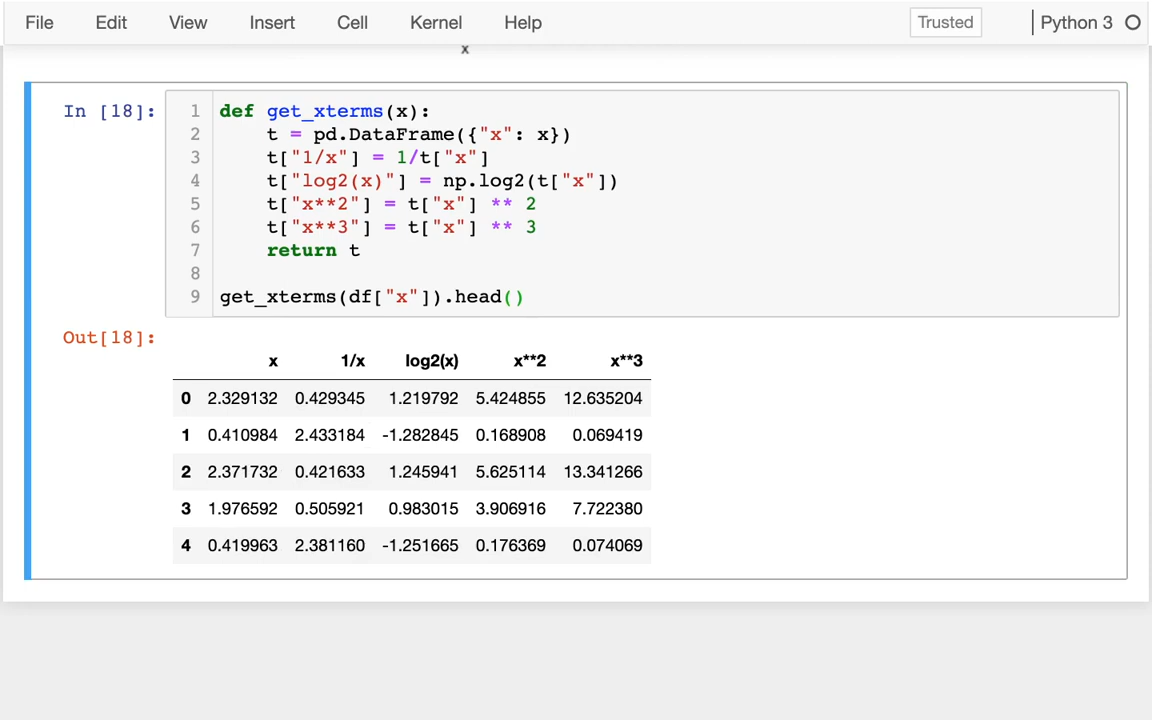 File Edit View Insert Cell Kernel Help Trusted Python 3
x
In [18]: 1 def get_xterms(x):
2 t = pd.DataFrame({"x": x})
3 t["1/x"] = 1/t["x"]
4 t["log2(x)"] = np.log2(t["x"])
5 t["x**2"] = t["x"] ** 2
6 t["x**3"] = t["x"] ** 3
7 return t
8
9 get_xterms(df["x"]).head()
Out[18]:
x 1/x log2(x) x**2 x**3
0 2.329132 0.429345 1.219792 5.424855 12.635204
1 0.410984 2.433184 -1.282845 0.168908 0.069419
2 2.371732 0.421633 1.245941 5.625114 13.341266
3 1.976592 0.505921 0.983015 3.906916 7.722380
4 0.419963 2.381160 -1.251665 0.176369 0.074069